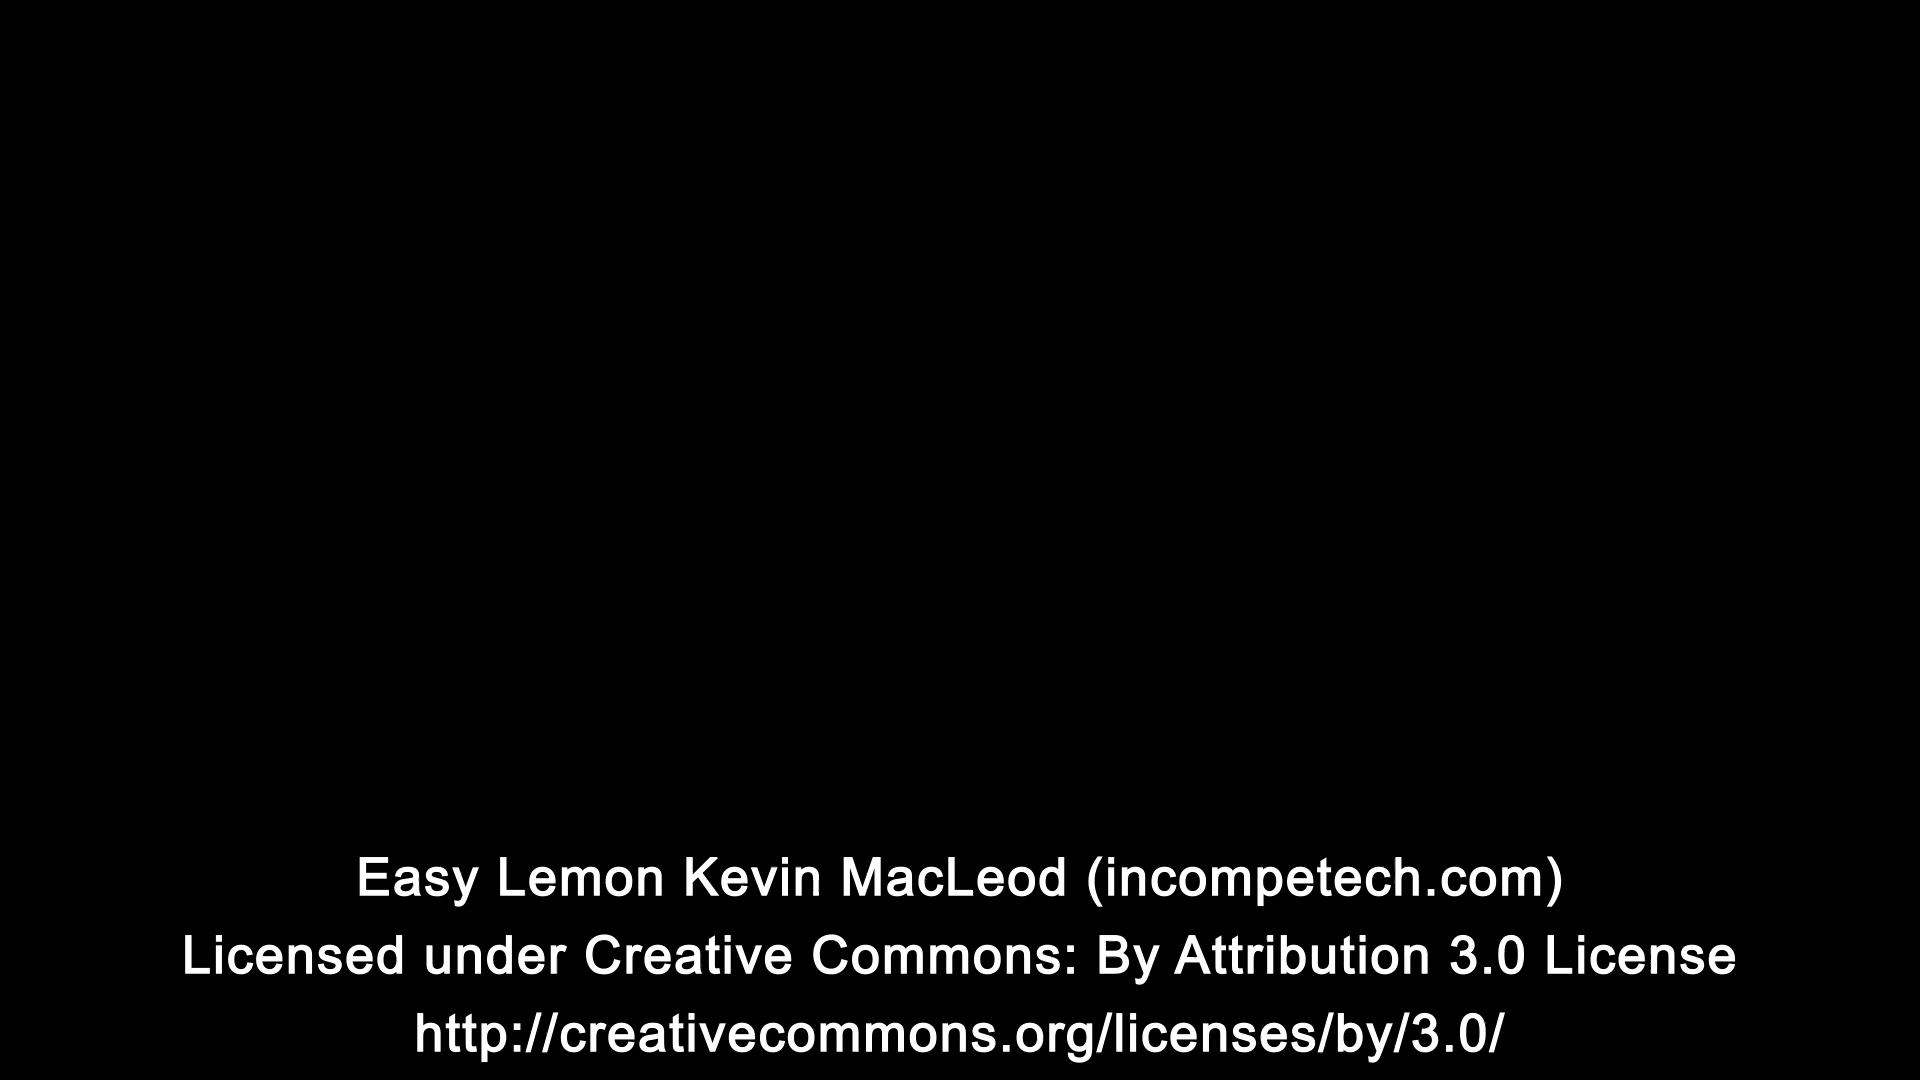 Easy Lemon Kevin MacLeod (incompetech.com)
Licensed under Creative Commons: By Attribution 3.0 License
http://creativecommons.org/licenses/by/3.0/